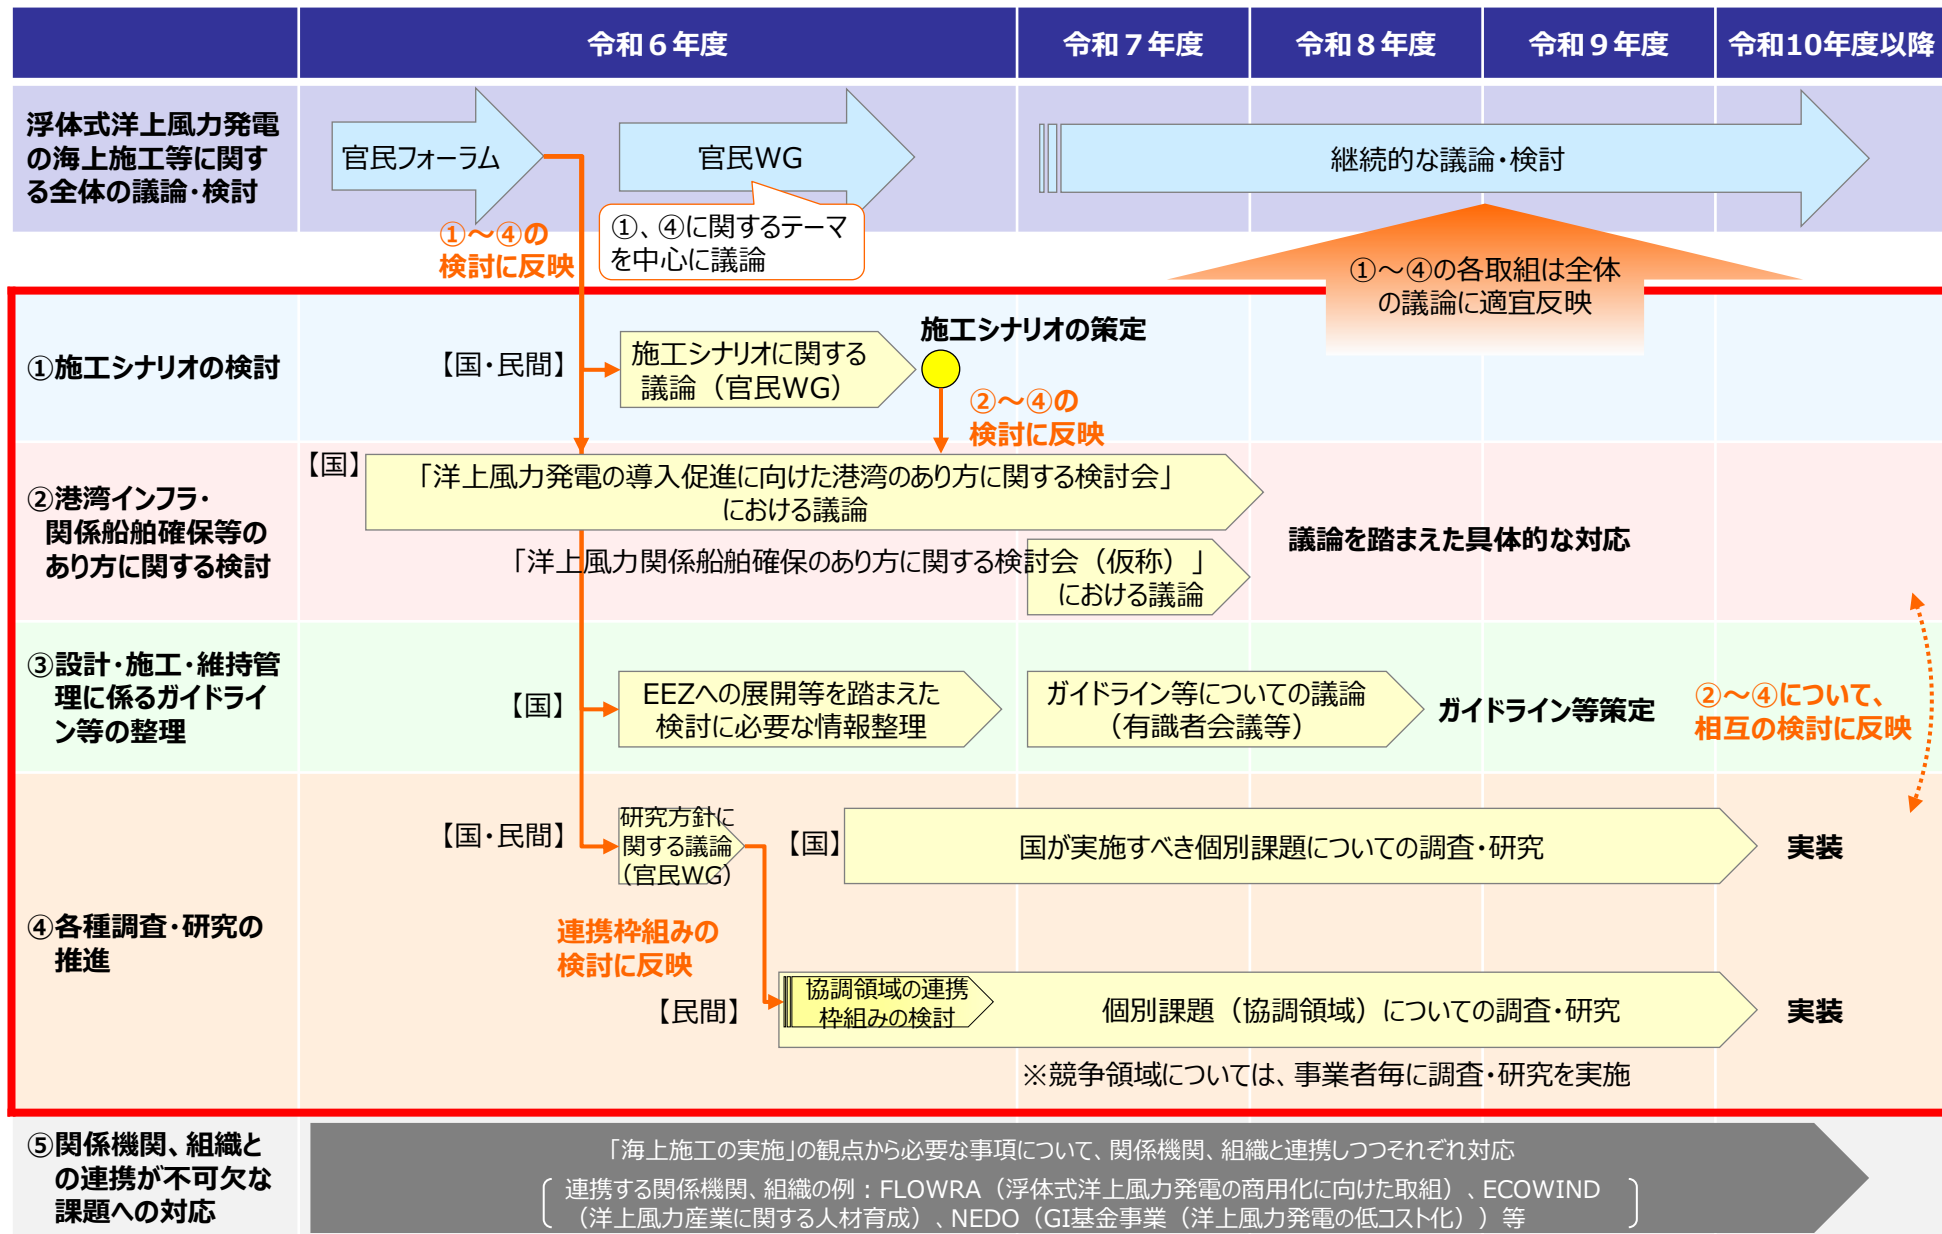 令和６年度
令和７年度
令和８年度
令和９年度
令和10年度以降
浮体式洋上風力発電
の海上施工等に関す
る全体の議論・検討
官民フォーラム
官民WG
継続的な議論・検討
①～④の
検討に反映
①、④に関するテーマ
を中心に議論
①～④の各取組は全体
の議論に適宜反映
①施工シナリオの検討
【国・民間】
施工シナリオに関する
議論（官民WG）
施工シナリオの策定
②～④の
検討に反映
②港湾インフラ・
関係船舶確保等の
あり方に関する検討
【国】
「洋上風力発電の導入促進に向けた港湾のあり方に関する検討会」
における議論
「洋上風力関係船舶確保のあり方に関する検討会（仮称）」
における議論
議論を踏まえた具体的な対応
③設計・施工・維持管
理に係るガイドライ
ン等の整理
【国】
EEZへの展開等を踏まえた
検討に必要な情報整理
ガイドライン等についての議論
（有識者会議等）
ガイドライン等策定
②～④について、
相互の検討に反映
④各種調査・研究の
推進
【国・民間】
研究方針に
関する議論
（官民WG）
【国】
国が実施すべき個別課題についての調査・研究
実装
連携枠組みの
検討に反映
【民間】
協調領域の連携
枠組みの検討
個別課題（協調領域）についての調査・研究
実装
※競争領域については、事業者毎に調査・研究を実施
⑤関係機関、組織と
の連携が不可欠な
課題への対応
「海上施工の実施」の観点から必要な事項について、関係機関、組織と連携しつつそれぞれ対応
連携する関係機関、組織の例：FLOWRA（浮体式洋上風力発電の商用化に向けた取組）、ECOWIND
（洋上風力産業に関する人材育成）、NEDO（GI基金事業（洋上風力発電の低コスト化））等